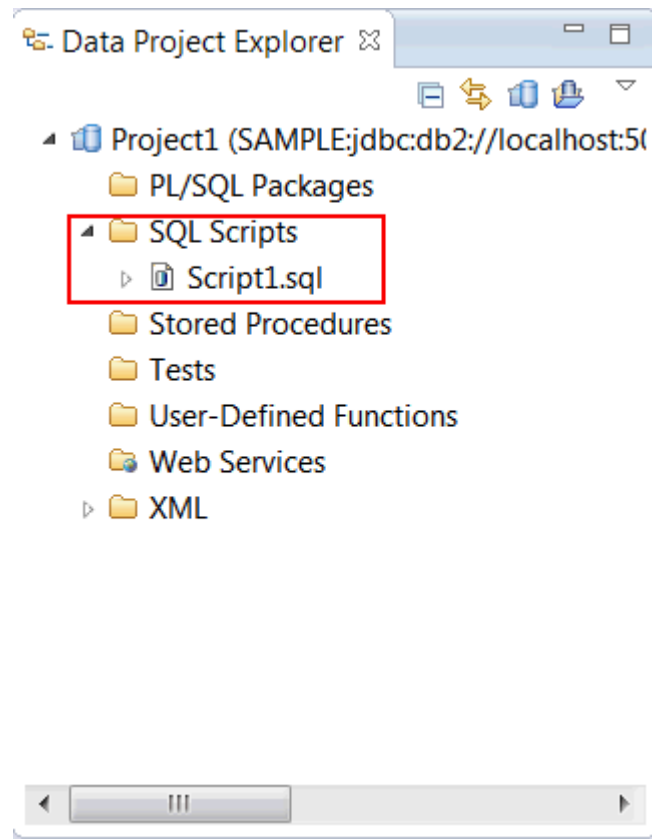 Data Project Explorer
Project1 (SAMPLE:jdbc:db2://localhost:50
PL/SQL Packages
SQL Scripts
Script1.sql
Stored Procedures
Tests
User-Defined Functions
Web Services
XML